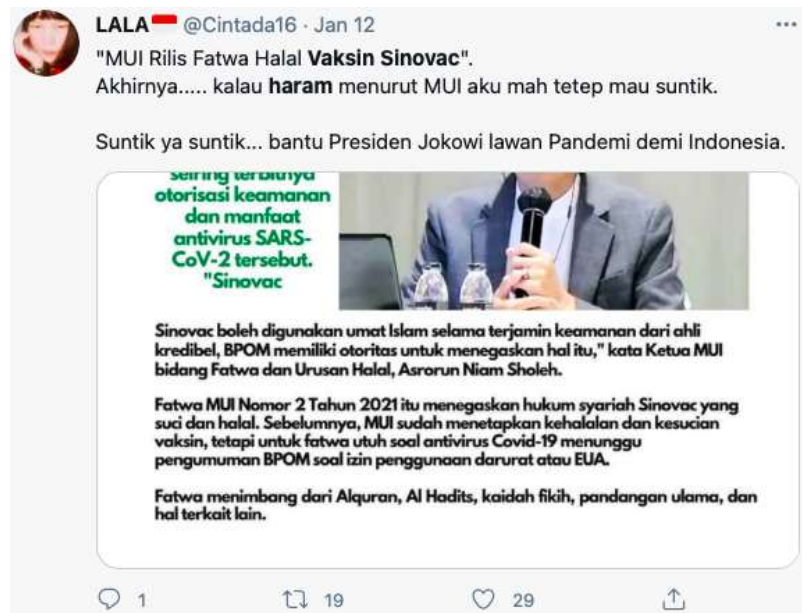 LALA @Cintada16 · Jan 12
"MUI Rilis Fatwa Halal Vaksin Sinovac".
Akhirnya..... kalau haram menurut MUI aku mah tetep mau suntik.
Suntik ya suntik... bantu Presiden Jokowi lawan Pandemi demi Indonesia.
seiring terbitnya
otorisasi keamanan
dan manfaat
antivirus SARS-
CoV-2 tersebut.
"Sinovac
Sinovac boleh digunakan umat Islam selama terjamin keamanan dari ahli
kredibel, BPOM memiliki otoritas untuk menegaskan hal itu," kata Ketua MUI
bidang Fatwa dan Urusan Halal, Asrorun Niam Sholeh.
Fatwa MUI Nomor 2 Tahun 2021 itu menegaskan hukum syariah Sinovac yang
suci dan halal. Sebelumnya, MUI sudah menetapkan kehalalan dan kesucian
vaksin, tetapi untuk fatwa utuh soal antivirus Covid-19 menunggu
pengumuman BPOM soal izin penggunaan darurat atau EUA.
Fatwa menimbang dari Alquran, Al Hadits, kaidah fikih, pandangan ulama, dan
hal terkait lain.
1 19 29